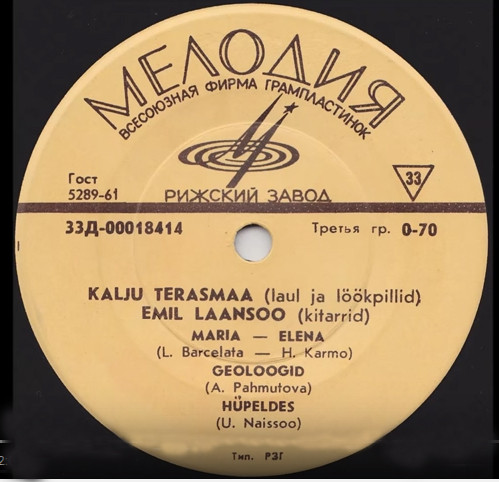 МЕЛОДИЯ
ВСЕСОЮЗНАЯ ФИРМА ГРАМПЛАСТИНОК
Гост
5289-61
33
РИЖСКИЙ ЗАВОД
33Д-00018414
Третья гр. 0-70
KALJU TERASMAA (laul ja löökpillid)
EMIL LAANSOO (kitarrid)
MARIA — ELENA
(L. Barcelata — H. Karmo)
GEOLOOGID
(A. Pahmutova)
HÜPELDES
(U. Naissoo)
Тип. РЗГ